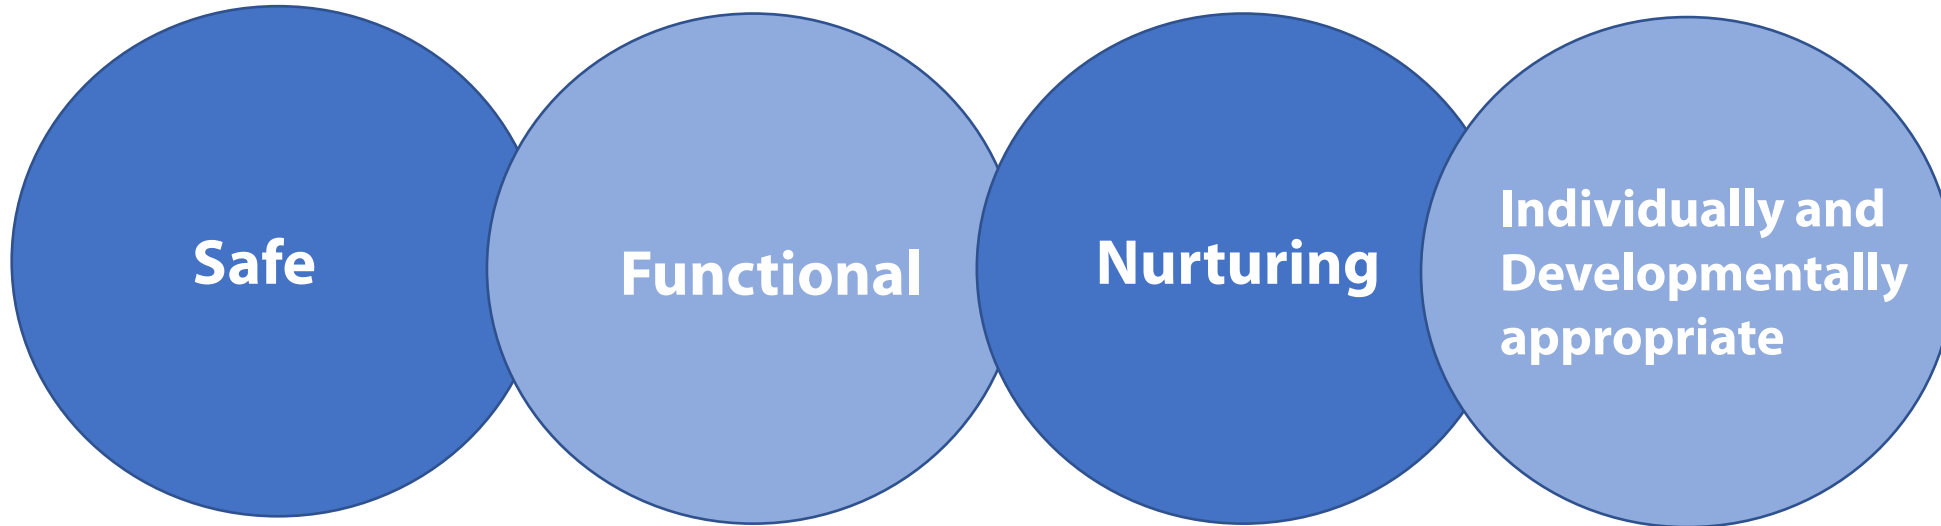 Safe
Functional
Nurturing
Individually and
Developmentally
appropriate